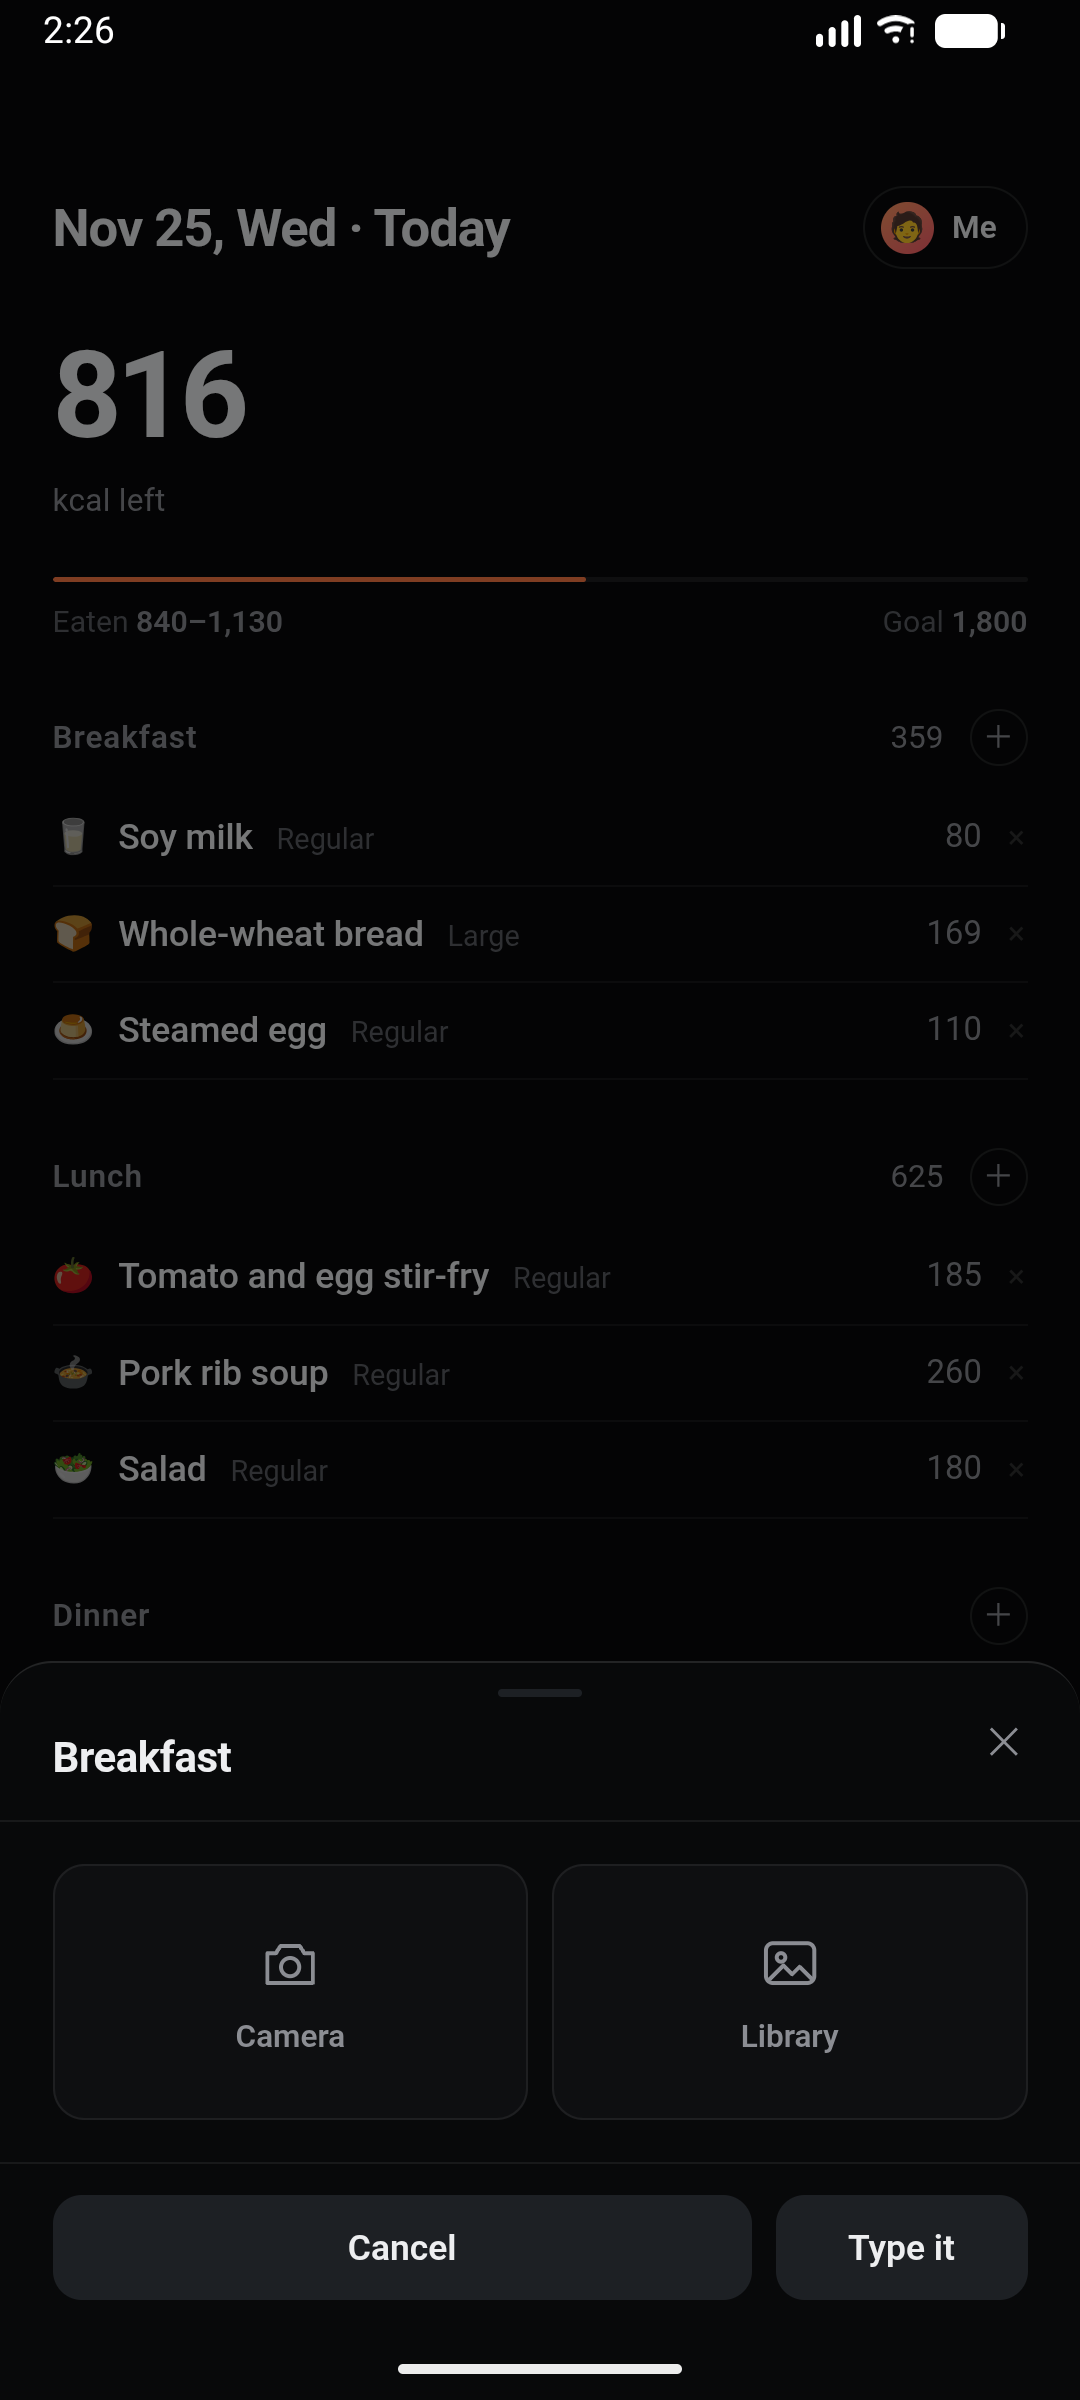 2:26
Nov 25, Wed · Today
Me
816
kcal left
Eaten 840–1,130
Goal 1,800
Breakfast 359
Soy milk Regular 80 ×
Whole-wheat bread Large 169 ×
Steamed egg Regular 110 ×
Lunch 625
Tomato and egg stir-fry Regular 185 ×
Pork rib soup Regular 260 ×
Salad Regular 180 ×
Dinner
Breakfast
Camera
Library
Cancel
Type it